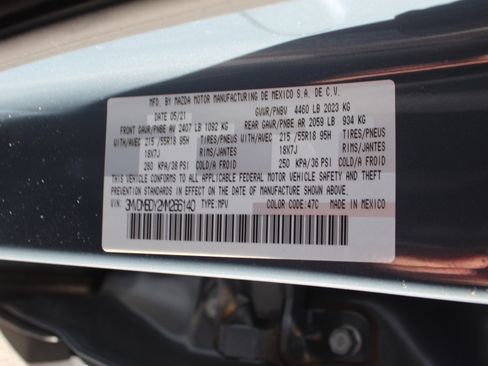 MFG. BY MAZDA MOTOR MANUFACTURING DE MEXICO S.A. DE C.V.
DATE 05/21 GVWR/PNBV 4460 LB 2023 KG
FRONT GAWR/PNBE AV 2407 LB 1092 KG REAR GAWR/PNBE AR 2059 LB 934 KG
WITH/AVEC 215 /55R18 95H TIRES/PNEUS WITH/AVEC 215 /55R18 95H TIRES/PNEUS
18X7J RIMS/JANTES 18X7J RIMS/JANTES
250 KPA/36 PSI COLD/A FROID 250 KPA/36 PSI COLD/A FROID
THIS VEHICLE CONFORMS TO ALL APPLICABLE FEDERAL MOTOR VEHICLE SAFETY AND THEFT
PREVENTION STANDARDS IN EFFECT ON THE DATE OF MANUFACTURE SHOWN ABOVE.
VIN: TYPE:MPV COLOR CODE:47C MADE IN MEXICO